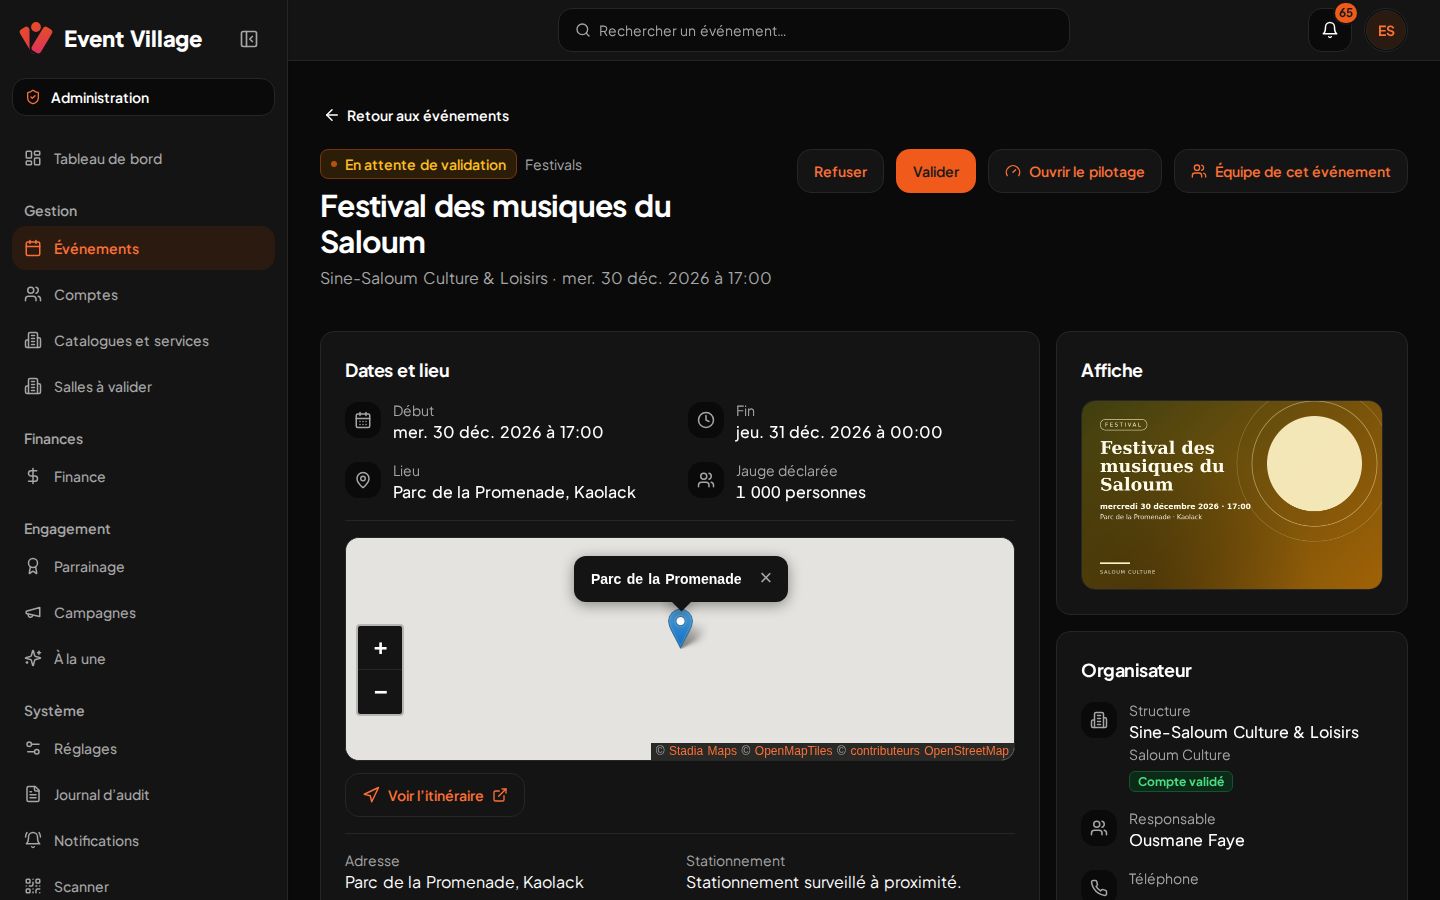 Event Village
Rechercher un événement…
65
ES
Administration
Tableau de bord
Gestion
Événements
Comptes
Catalogues et services
Salles à valider
Finances
Finance
Engagement
Parrainage
Campagnes
À la une
Système
Réglages
Journal d’audit
Notifications
Scanner
Retour aux événements
En attente de validation
Festivals
Refuser
Valider
Ouvrir le pilotage
Équipe de cet événement
Festival des musiques du
Saloum
Sine-Saloum Culture & Loisirs · mer. 30 déc. 2026 à 17:00
Dates et lieu
Début
mer. 30 déc. 2026 à 17:00
Fin
jeu. 31 déc. 2026 à 00:00
Lieu
Parc de la Promenade, Kaolack
Jauge déclarée
1 000 personnes
Parc de la Promenade ×
+
−
© Stadia Maps © OpenMapTiles © contributeurs OpenStreetMap
Voir l’itinéraire
Adresse
Parc de la Promenade, Kaolack
Stationnement
Stationnement surveillé à proximité.
Affiche
FESTIVAL
Festival des
musiques du
Saloum
mercredi 30 décembre 2026 · 17:00
Parc de la Promenade · Kaolack
SALOUM CULTURE
Organisateur
Structure
Sine-Saloum Culture & Loisirs
Saloum Culture
Compte validé
Responsable
Ousmane Faye
Téléphone